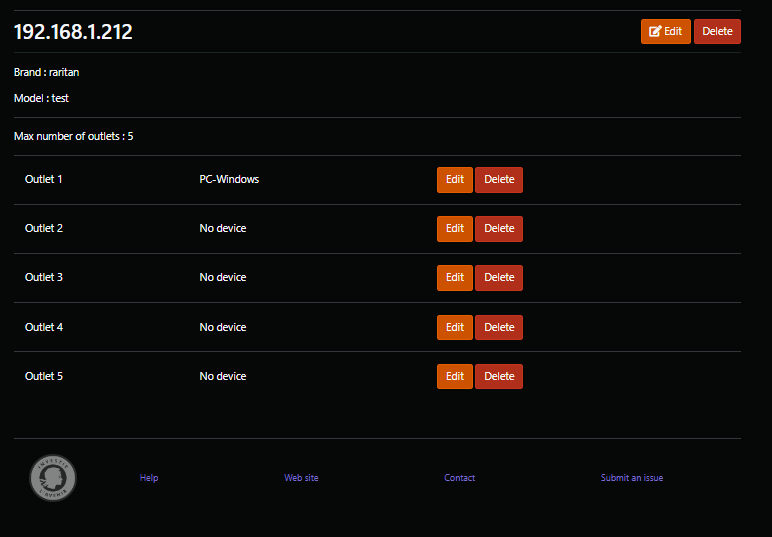 192.168.1.212 Edit Delete
Brand : raritan
Model : test
Max number of outlets : 5
Outlet 1 PC-Windows Edit Delete
Outlet 2 No device Edit Delete
Outlet 3 No device Edit Delete
Outlet 4 No device Edit Delete
Outlet 5 No device Edit Delete
INVESTIR
L'AVENIR
Help Web site Contact Submit an issue